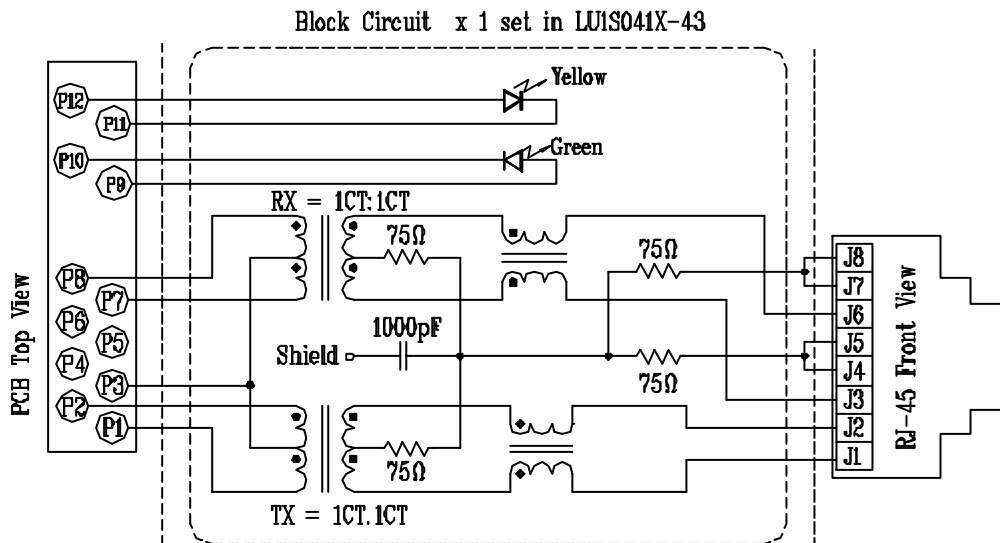 Block Circuit x 1 set in LU1S041X-43
P12
Yellow
P11
P10
Green
P9
RX = 1CT:1CT
75Ω
75Ω
P8
P7
P6
P5
P4
P3
P2
P1
PCB Top View
1000pF
Shield
75Ω
75Ω
TX = 1CT.1CT
J8
J7
J6
J5
J4
J3
J2
J1
RJ-45 Front View